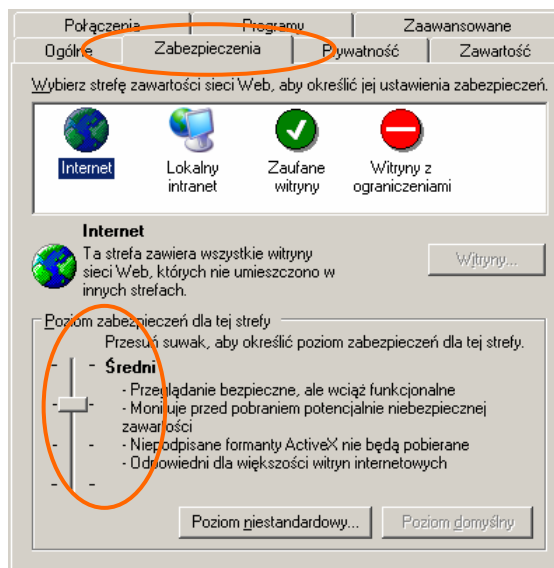 Połączenia Programy Zaawansowane
Ogólne Zabezpieczenia Prywatność Zawartość
Wybierz strefę zawartości sieci Web, aby określić jej ustawienia zabezpieczeń.
Internet Lokalny intranet Zaufane witryny Witryny z ograniczeniami
Internet
Ta strefa zawiera wszystkie witryny
sieci Web, których nie umieszczono w
innych strefach.
Witryny...
Poziom zabezpieczeń dla tej strefy
Przesuń suwak, aby określić poziom zabezpieczeń dla tej strefy.
Średni
- Przeglądanie bezpieczne, ale wciąż funkcjonalne
- Monituje przed pobraniem potencjalnie niebezpiecznej
zawartości
- Niepodpisane formanty ActiveX nie będą pobierane
- Odpowiedni dla większości witryn internetowych
Poziom niestandardowy... Poziom domyślny